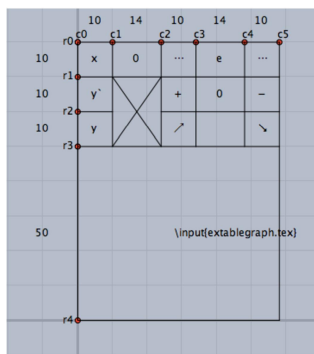 10 14 10 14 10
c0 c1 c2 c3 c4 c5
r0
10 x 0 ... e ...
r1
10 y` + 0 −
r2
10 y ↗ ↘
r3
50 \input{extablegraph.tex}
r4